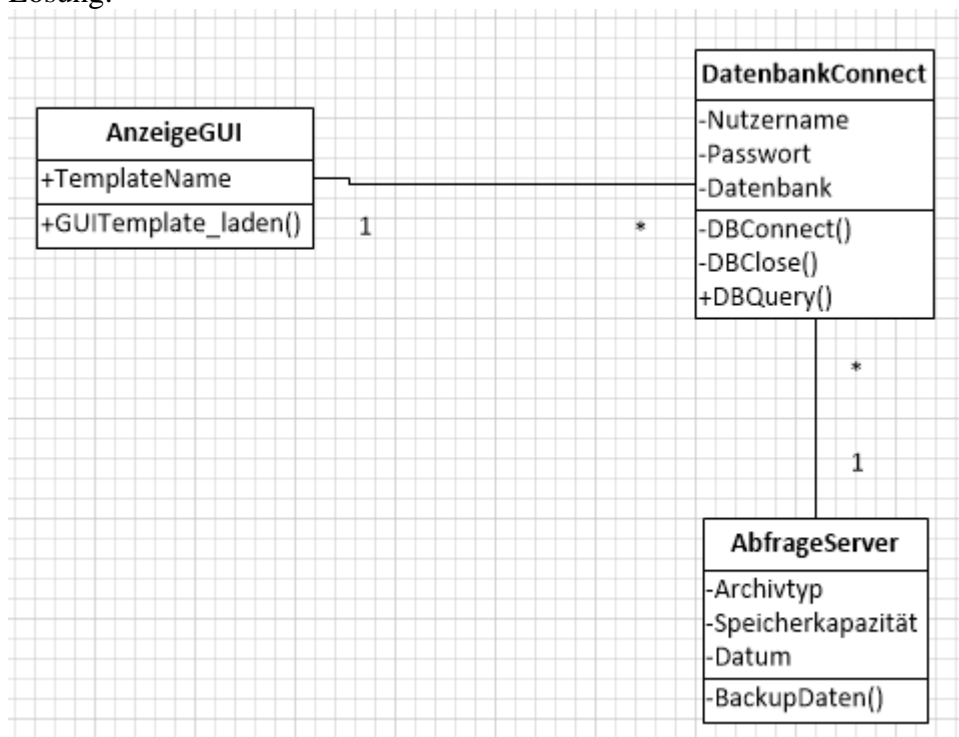 Lösung:
DatenbankConnect
-Nutzername
-Passwort
-Datenbank
-DBConnect()
-DBClose()
+DBQuery()
AnzeigeGUI
+TemplateName
+GUITemplate_laden()
1
*
*
1
AbfrageServer
-Archivtyp
-Speicherkapazität
-Datum
-BackupDaten()